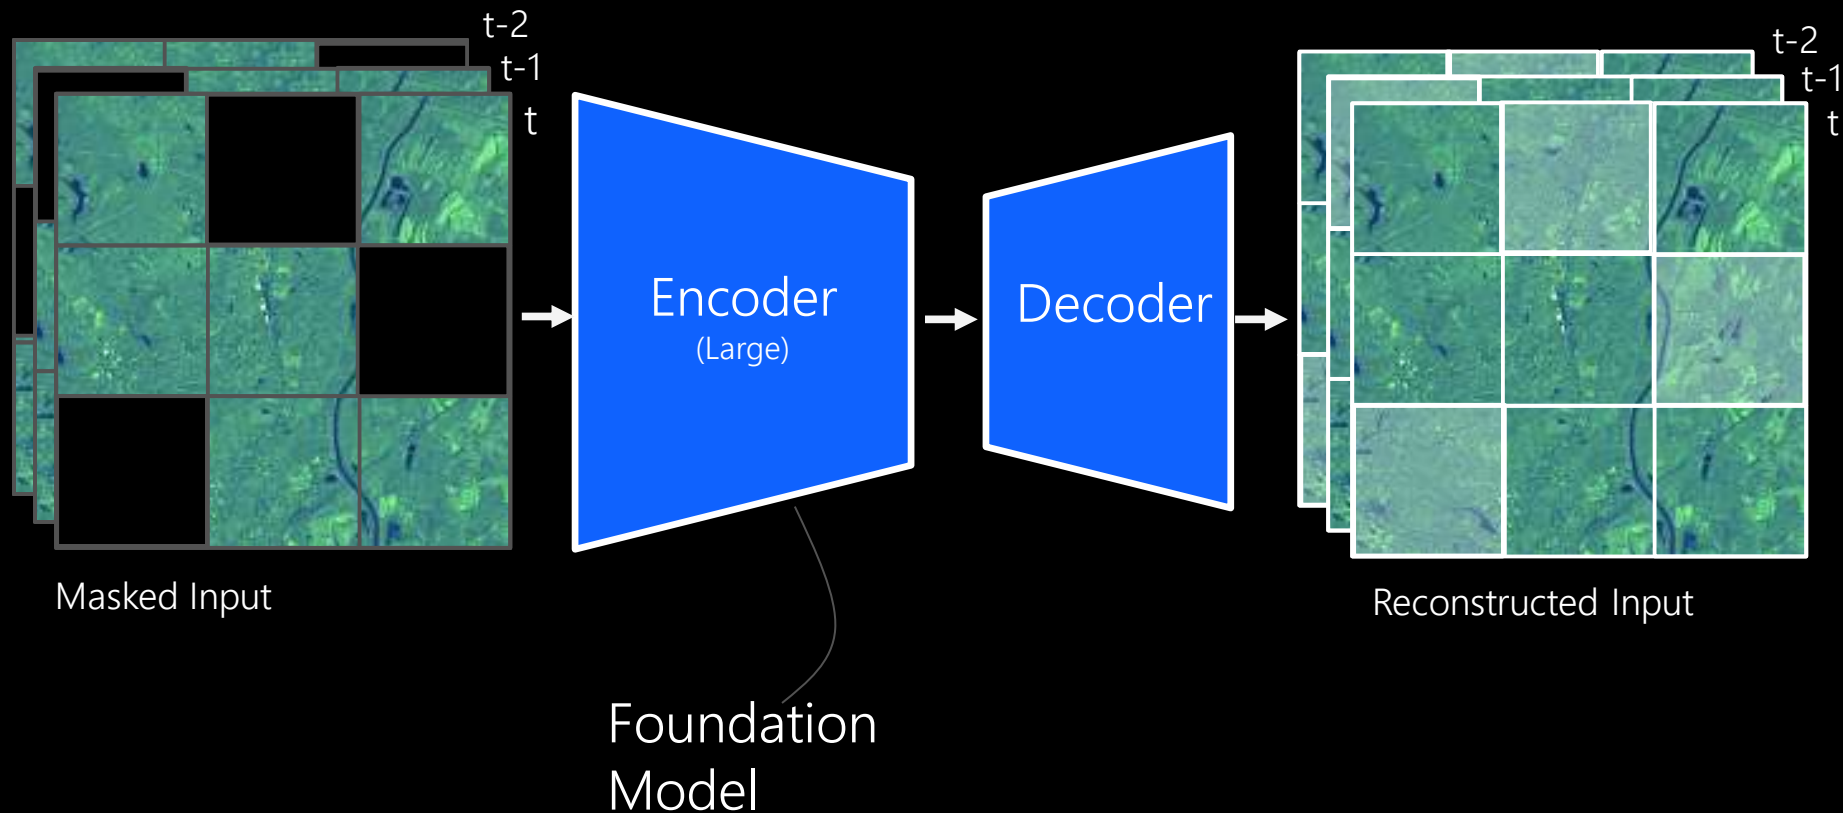 t-2
t-1
t
Masked Input
Encoder
(Large)
Decoder
t-2
t-1
t
Reconstructed Input
Foundation
Model